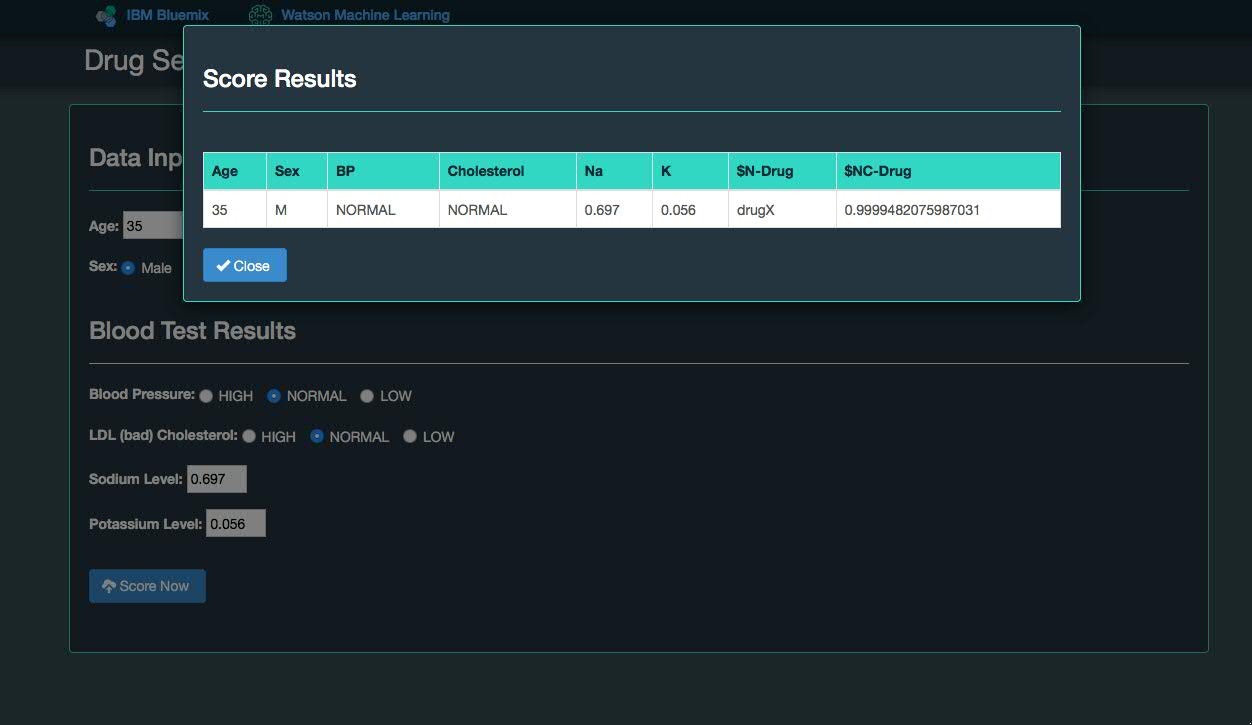 IBM Bluemix Watson Machine Learning
Drug Se
Score Results
Age Sex BP Cholesterol Na K $N-Drug $NC-Drug
35 M NORMAL NORMAL 0.697 0.056 drugX 0.9999482075987031
Close
Data Inp
Age: 35
Sex: Male
Blood Test Results
Blood Pressure: HIGH NORMAL LOW
LDL (bad) Cholesterol: HIGH NORMAL LOW
Sodium Level: 0.697
Potassium Level: 0.056
Score Now